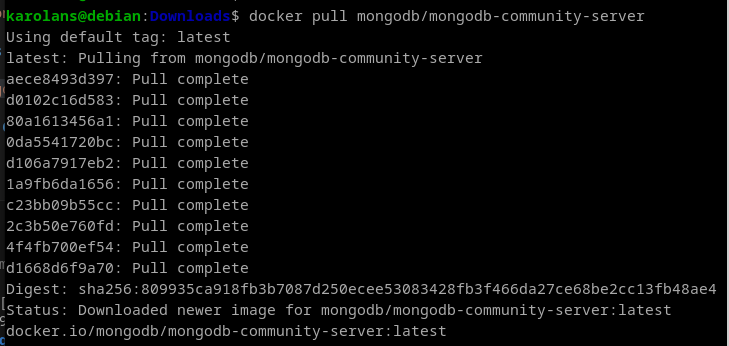 karolans@debian:Downloads$ docker pull mongodb/mongodb-community-server
Using default tag: latest
latest: Pulling from mongodb/mongodb-community-server
aece8493d397: Pull complete
d0102c16d583: Pull complete
80a1613456a1: Pull complete
0da5541720bc: Pull complete
d106a7917eb2: Pull complete
1a9fb6da1656: Pull complete
c23bb09b55cc: Pull complete
2c3b50e760fd: Pull complete
4f4fb700ef54: Pull complete
d1668d6f9a70: Pull complete
Digest: sha256:809935ca918fb3b7087d250ecee53083428fb3f466da27ce68be2cc13fb48ae4
Status: Downloaded newer image for mongodb/mongodb-community-server:latest
docker.io/mongodb/mongodb-community-server:latest